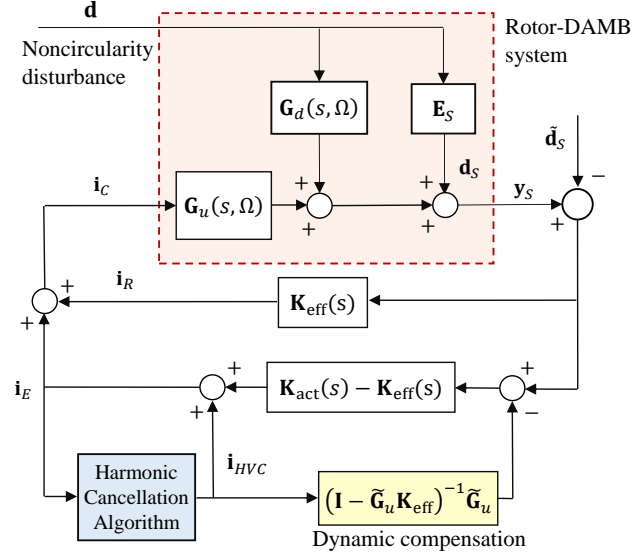 d
Noncircularity
disturbance
Rotor-DAMB
system
G_d(s, Ω)
E_S
d̃_S
d_S
−
i_C
+
+
+
+
y_S
+
G_u(s, Ω)
i_R
K_eff(s)
+
+
i_E
+
+
K_act(s) − K_eff(s)
+
−
i_HVC
Harmonic
Cancellation
Algorithm
(I − G̃_u K_eff)^{−1} G̃_u
Dynamic compensation